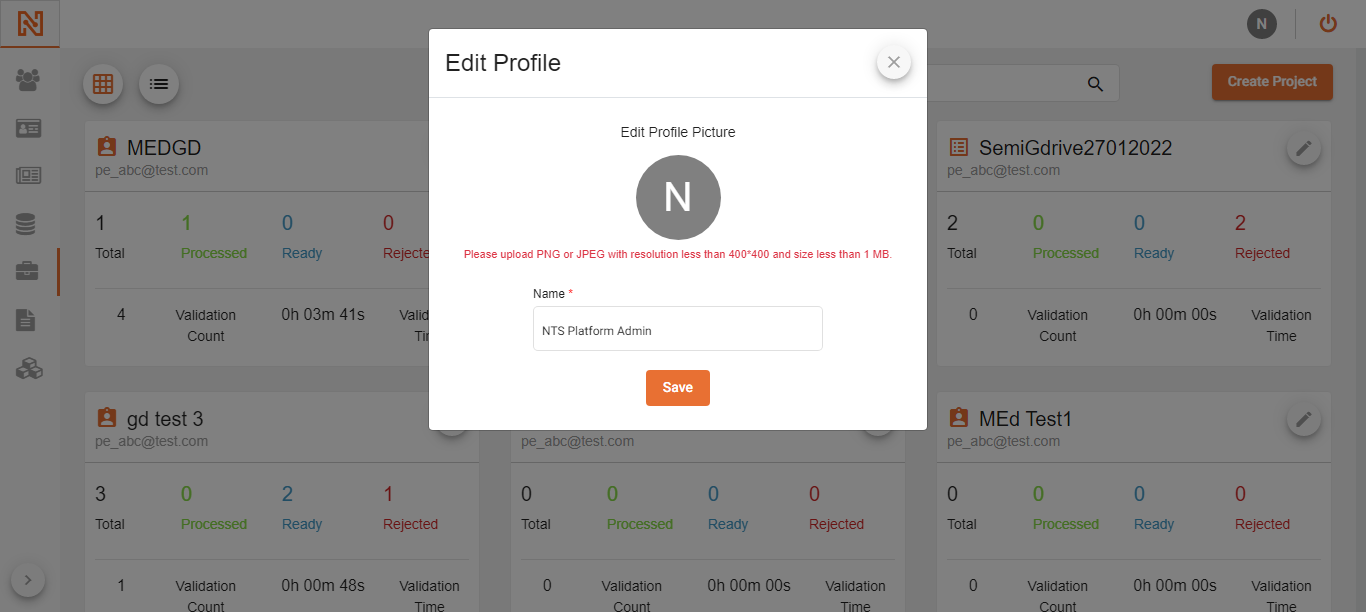 N
Edit Profile
Create Project
Edit Profile Picture
N
Please upload PNG or JPEG with resolution less than 400*400 and size less than 1 MB.
Name *
NTS Platform Admin
Save
MEDGD
pe_abc@test.com
1 1 0 0
Total Processed Ready Rejecte
4 Validation Count 0h 03m 41s
SemiGdrive27012022
pe_abc@test.com
2 0 0 2
Total Processed Ready Rejected
0 Validation Count 0h 00m 00s Validation Time
gd test 3
pe_abc@test.com
3 0 2 1
Total Processed Ready Rejected
1 Validation Count 0h 00m 48s Validation Time
pe_abc@test.com
0 0 0 0
Total Processed Ready Rejected
0 Validation Count 0h 00m 00s Validation Time
MEd Test1
pe_abc@test.com
0 0 0 0
Total Processed Ready Rejected
0 Validation Count 0h 00m 00s Validation Time